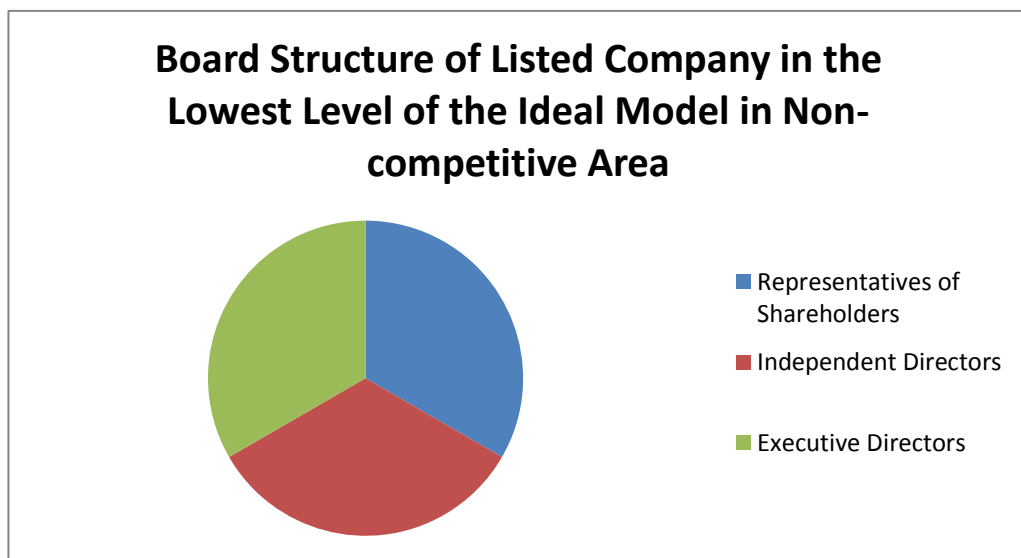 Board Structure of Listed Company in the
Lowest Level of the Ideal Model in Non-
competitive Area
Representatives of
Shareholders
Independent Directors
Executive Directors